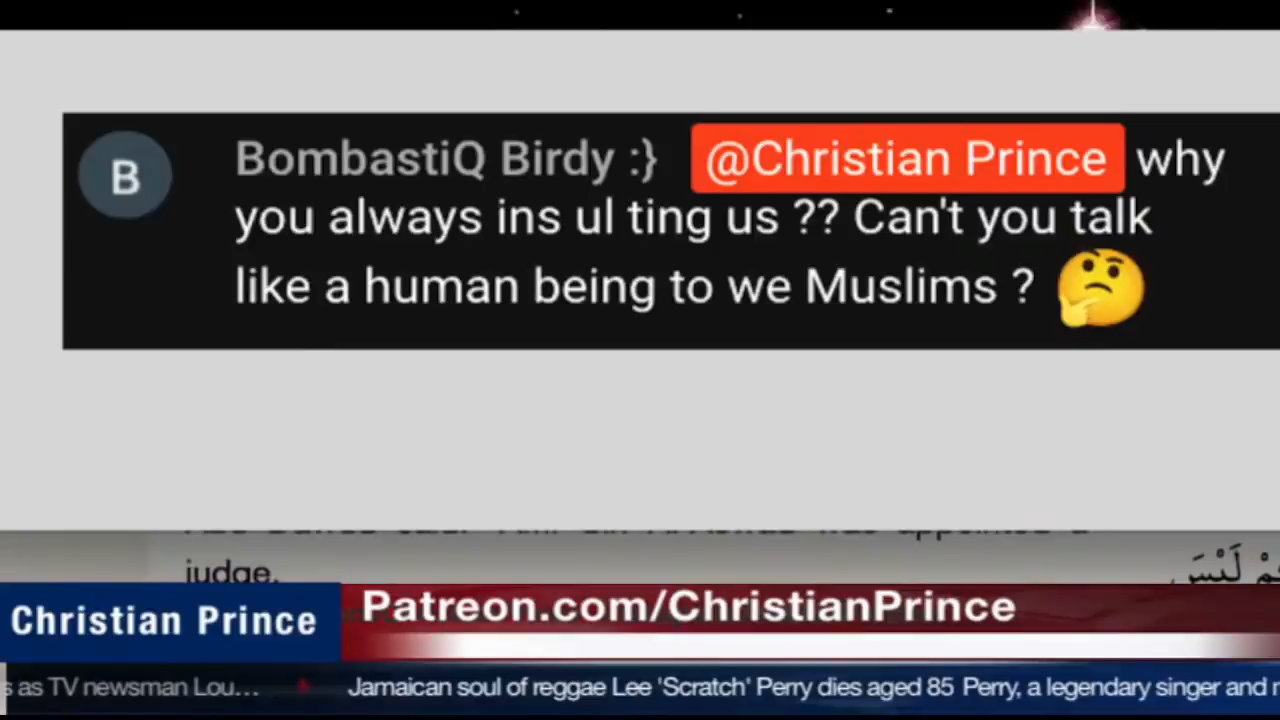 B
BombastiQ Birdy :} @Christian Prince why
you always ins ul ting us ?? Can't you talk
like a human being to we Muslims ? 🤔
judge.
لَيْسَ
Christian Prince
Patreon.com/ChristianPrince
s as TV newsman Lou... Jamaican soul of reggae Lee 'Scratch' Perry dies aged 85 Perry, a legendary singer and